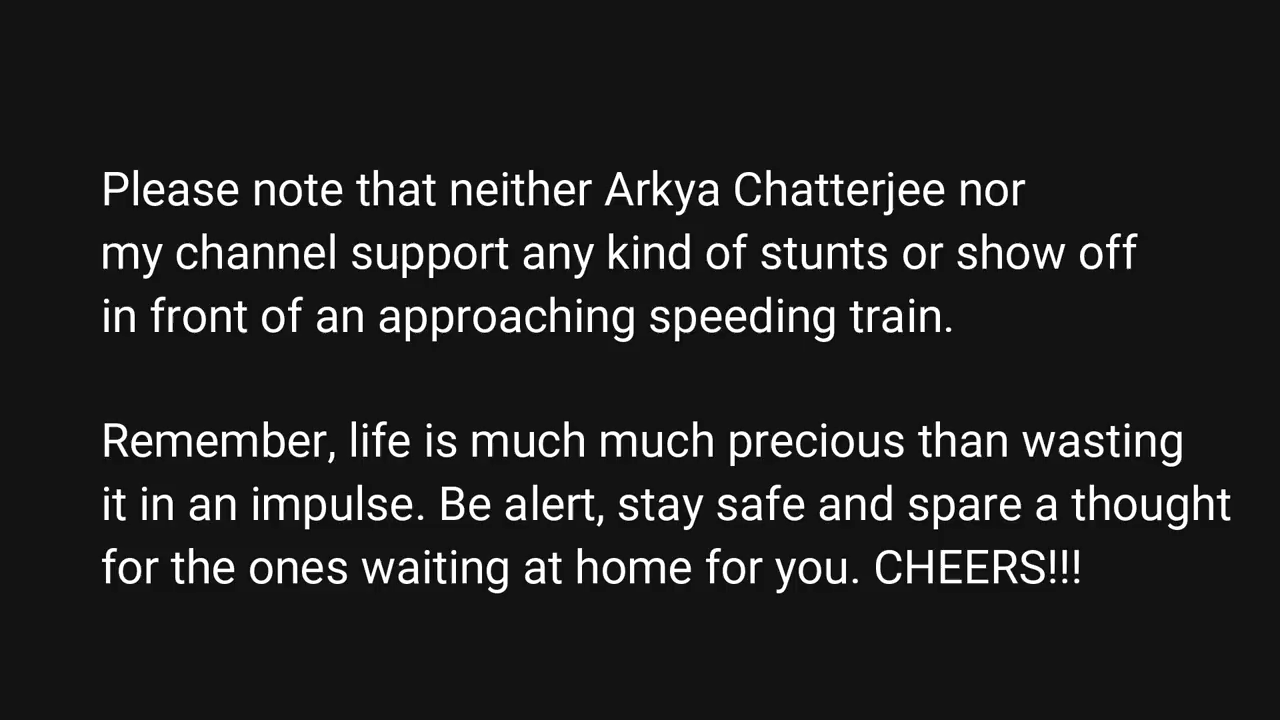 Please note that neither Arkya Chatterjee nor
my channel support any kind of stunts or show off
in front of an approaching speeding train.
Remember, life is much much precious than wasting
it in an impulse. Be alert, stay safe and spare a thought
for the ones waiting at home for you. CHEERS!!!